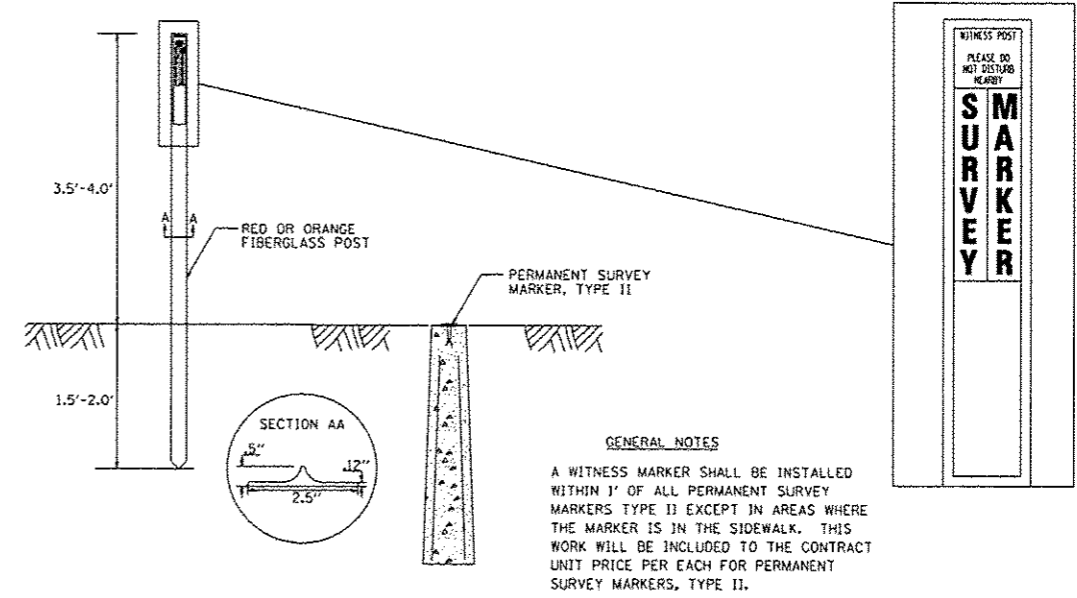 WITNESS POST
PLEASE DO
NOT DISTURB
NEARBY
SURVEY
MARKER
3.5'-4.0'
A A
RED OR ORANGE
FIBERGLASS POST
PERMANENT SURVEY
MARKER, TYPE II
1.5'-2.0'
SECTION AA
.5"
.12"
2.5"
GENERAL NOTES
A WITNESS MARKER SHALL BE INSTALLED
WITHIN 1' OF ALL PERMANENT SURVEY
MARKERS TYPE II EXCEPT IN AREAS WHERE
THE MARKER IS IN THE SIDEWALK. THIS
WORK WILL BE INCLUDED TO THE CONTRACT
UNIT PRICE PER EACH FOR PERMANENT
SURVEY MARKERS, TYPE II.